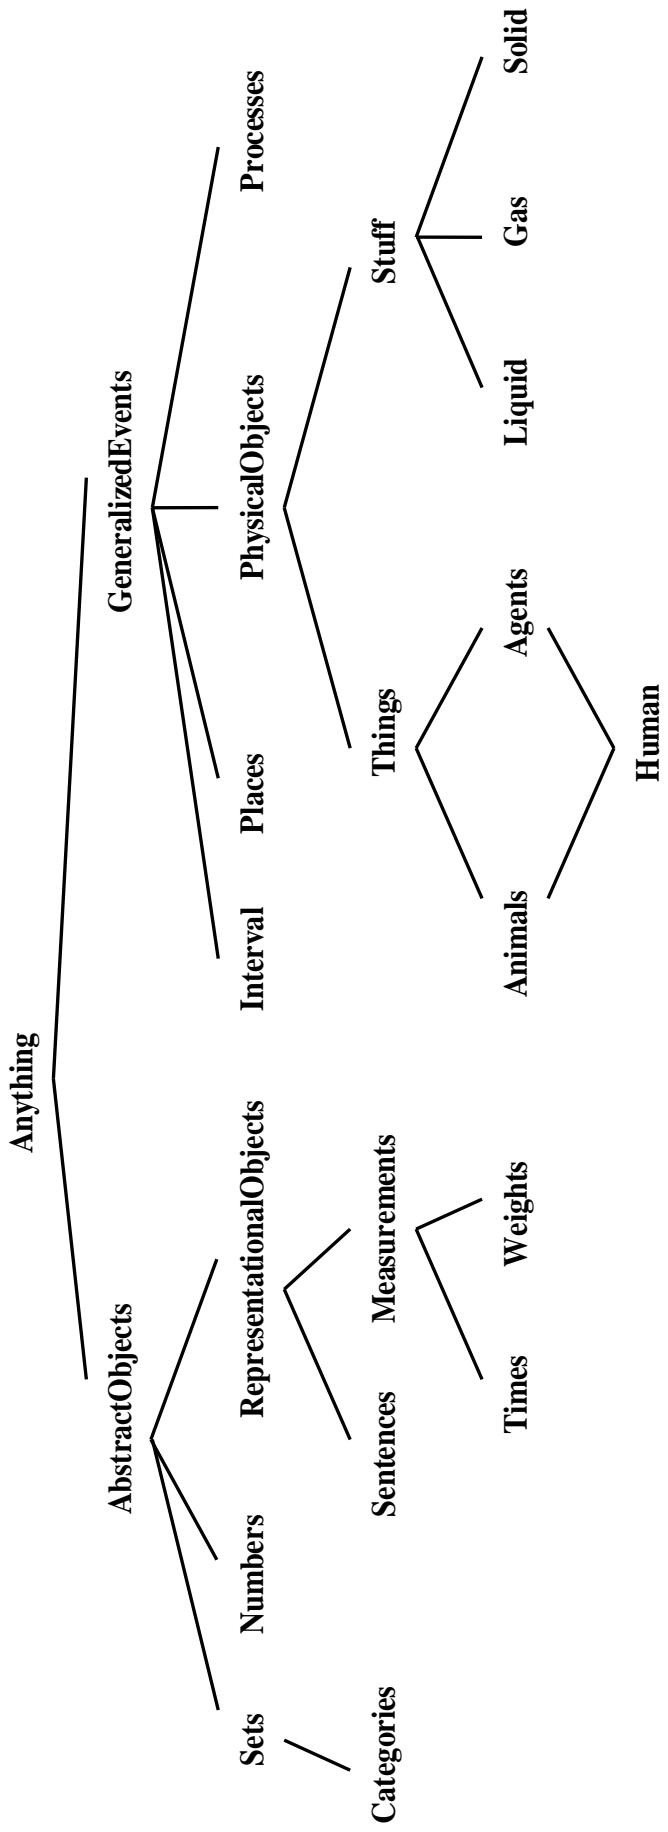 Anything
AbstractObjects
GeneralizedEvents
Sets
Numbers
RepresentationalObjects
Interval
Places
PhysicalObjects
Processes
Categories
Sentences
Measurements
Things
Stuff
Times
Weights
Animals
Agents
Liquid
Gas
Solid
Human